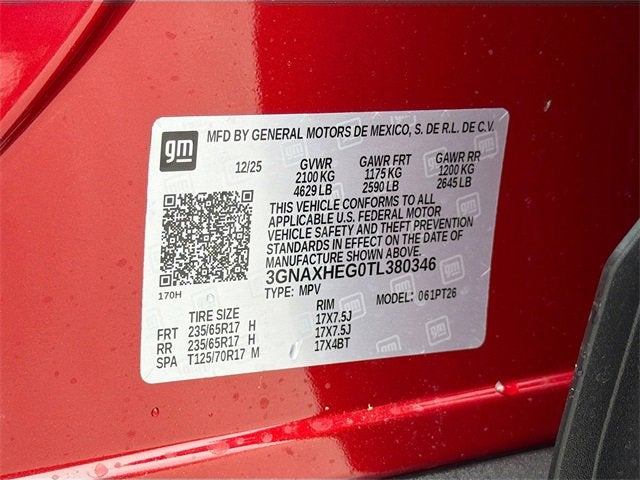 gm
MFD BY GENERAL MOTORS DE MEXICO, S. DE R.L. DE C.V.
12/25 GVWR GAWR FRT GAWR RR
2100 KG 1175 KG 1200 KG
4629 LB 2590 LB 2645 LB
THIS VEHICLE CONFORMS TO ALL
APPLICABLE U.S. FEDERAL MOTOR
VEHICLE SAFETY AND THEFT PREVENTION
STANDARDS IN EFFECT ON THE DATE OF
MANUFACTURE SHOWN ABOVE.
3GNAXHEG0TL380346
170H
TYPE: MPV MODEL: 061PT26
TIRE SIZE RIM
FRT 235/65R17 H 17X7.5J
RR 235/65R17 H 17X7.5J
SPA T125/70R17 M 17X4BT